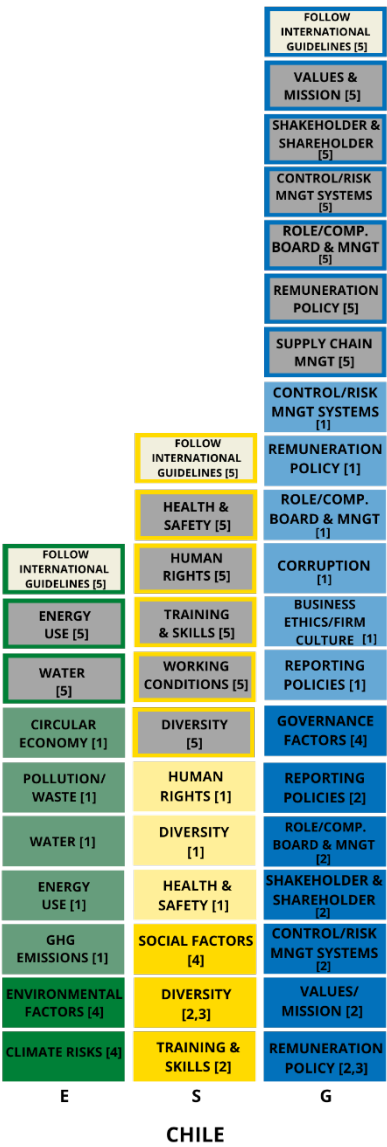 FOLLOW
INTERNATIONAL
GUIDELINES [5]
ENERGY
USE [5]
WATER
[5]
CIRCULAR
ECONOMY [1]
POLLUTION/
WASTE [1]
WATER [1]
ENERGY
USE [1]
GHG
EMISSIONS [1]
ENVIRONMENTAL
FACTORS [4]
CLIMATE RISKS [4]
E
FOLLOW
INTERNATIONAL
GUIDELINES [5]
HEALTH &
SAFETY [5]
HUMAN
RIGHTS [5]
TRAINING
& SKILLS [5]
WORKING
CONDITIONS [5]
DIVERSITY
[5]
HUMAN
RIGHTS [1]
DIVERSITY
[1]
HEALTH &
SAFETY [1]
SOCIAL FACTORS
[4]
DIVERSITY
[2,3]
TRAINING &
SKILLS [2]
S
FOLLOW
INTERNATIONAL
GUIDELINES [5]
VALUES &
MISSION [5]
SHAKEHOLDER &
SHAREHOLDER
[5]
CONTROL/RISK
MNGT SYSTEMS
[5]
ROLE/COMP.
BOARD & MNGT
[5]
REMUNERATION
POLICY [5]
SUPPLY CHAIN
MNGT [5]
CONTROL/RISK
MNGT SYSTEMS
[1]
REMUNERATION
POLICY [1]
ROLE/COMP.
BOARD & MNGT
[1]
CORRUPTION
[1]
BUSINESS
ETHICS/FIRM
CULTURE [1]
REPORTING
POLICIES [1]
GOVERNANCE
FACTORS [4]
REPORTING
POLICIES [2]
ROLE/COMP.
BOARD & MNGT
[2]
SHAKEHOLDER &
SHAREHOLDER
[2]
CONTROL/RISK
MNGT SYSTEMS
[2]
VALUES/
MISSION [2]
REMUNERATION
POLICY [2,3]
G
CHILE